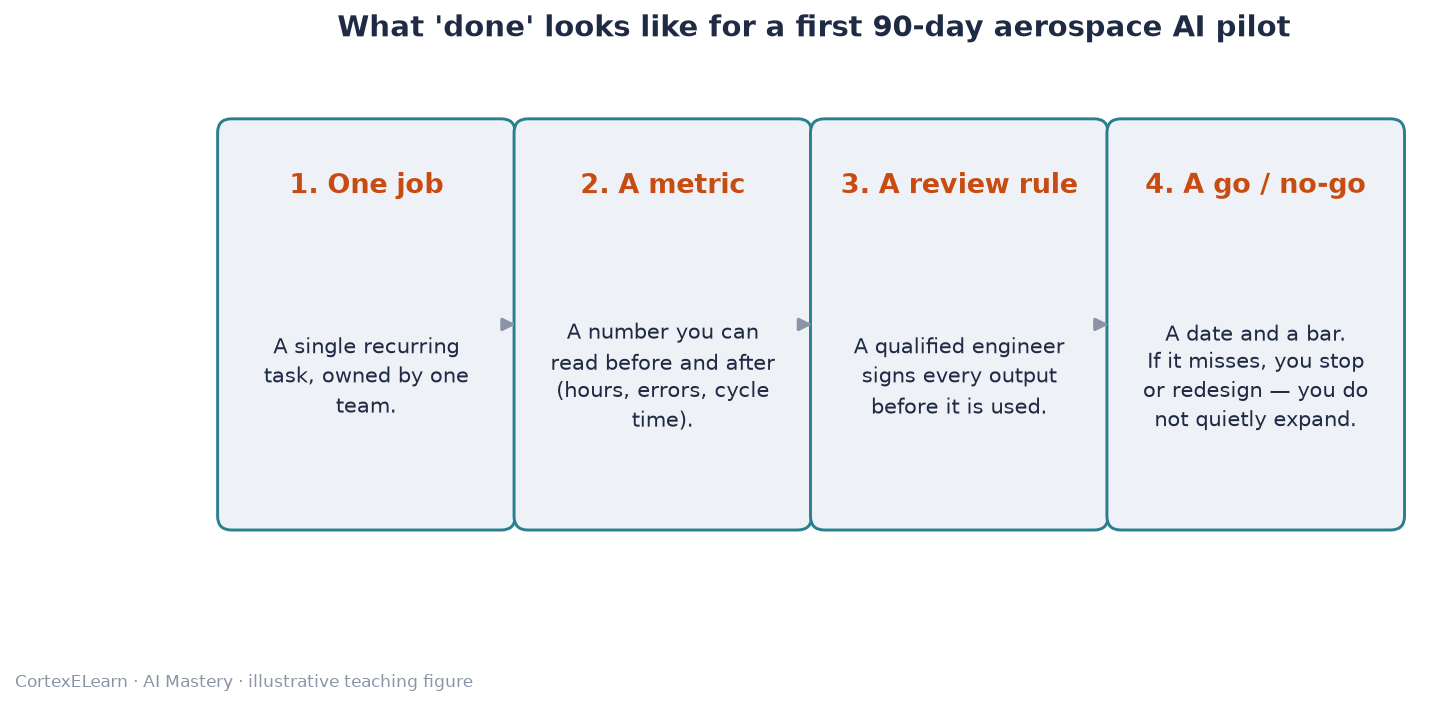 What 'done' looks like for a first 90-day aerospace AI pilot
1. One job
A single recurring
task, owned by one
team.
2. A metric
A number you can
read before and after
(hours, errors, cycle
time).
3. A review rule
A qualified engineer
signs every output
before it is used.
4. A go / no-go
A date and a bar.
If it misses, you stop
or redesign — you do
not quietly expand.
CortexELearn · AI Mastery · illustrative teaching figure